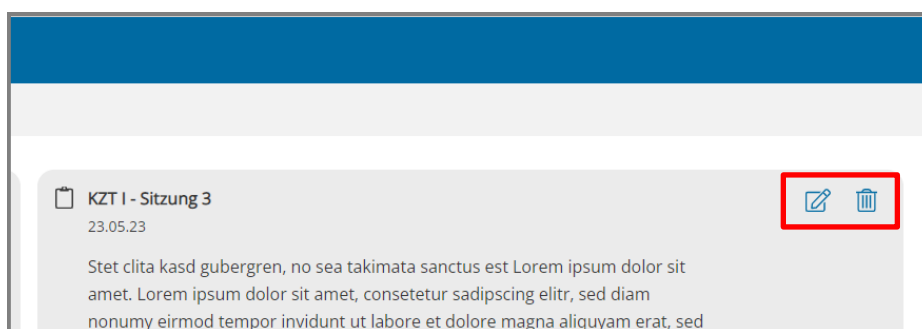 KZT I - Sitzung 3
23.05.23
Stet clita kasd gubergren, no sea takimata sanctus est Lorem ipsum dolor sit
amet. Lorem ipsum dolor sit amet, consetetur sadipscing elitr, sed diam
nonumy eirmod tempor invidunt ut labore et dolore magna aliquyam erat, sed